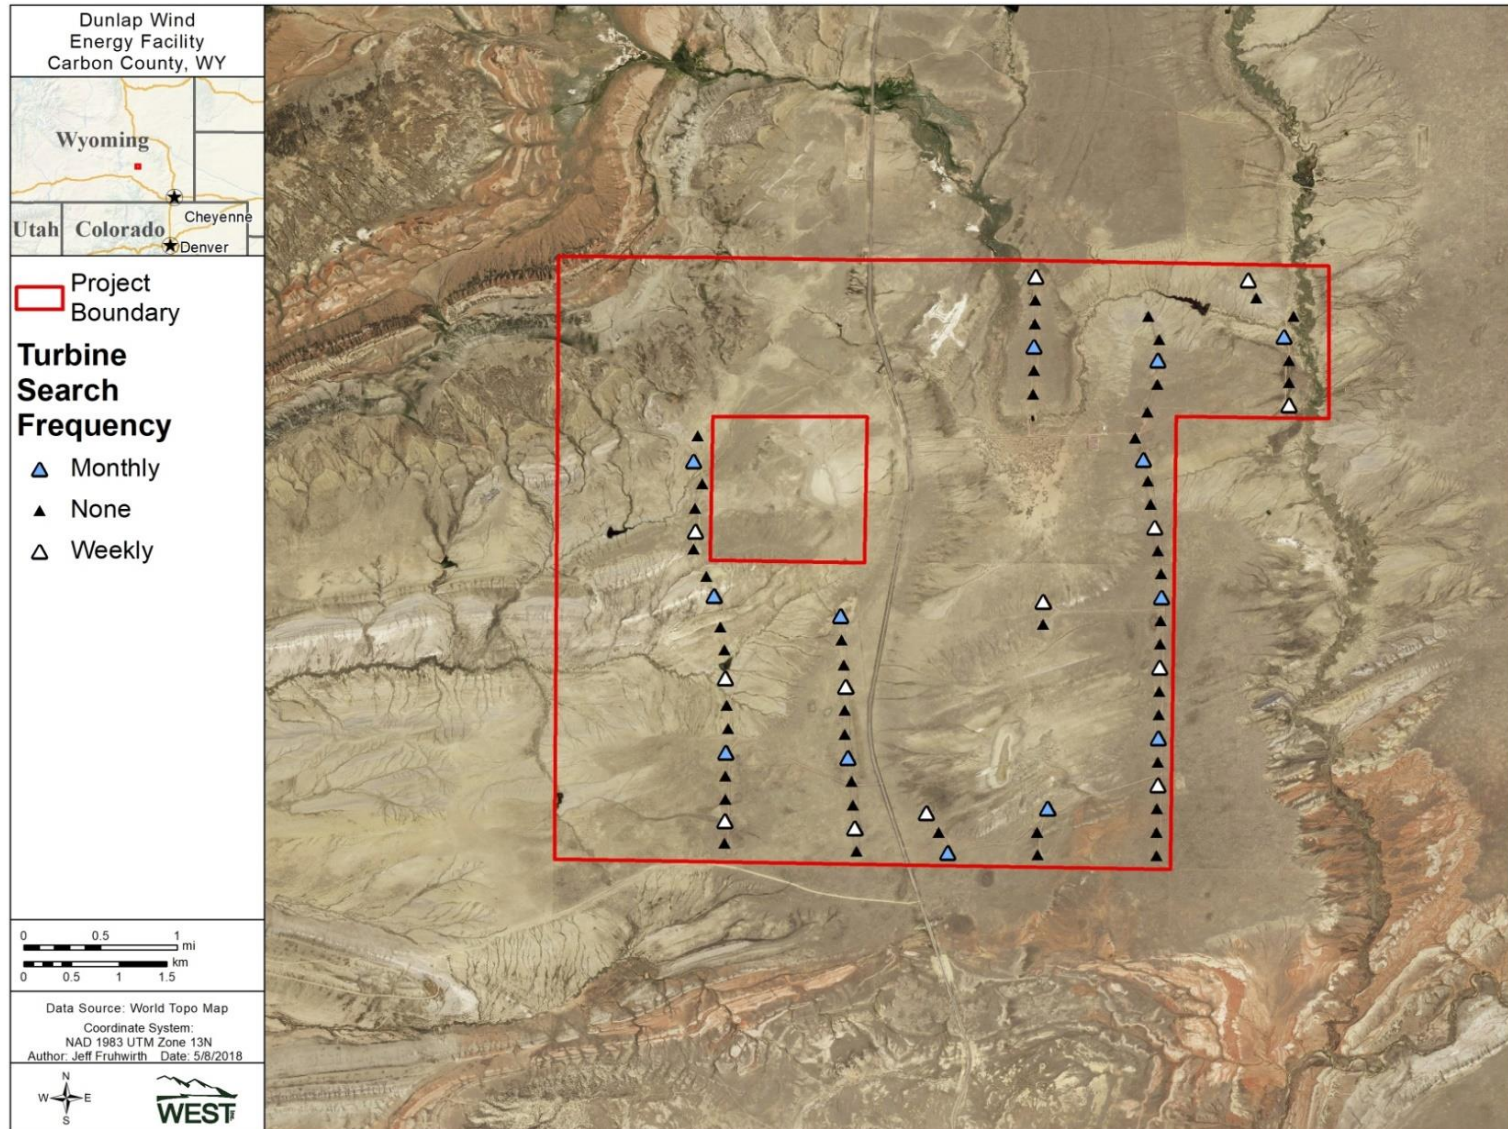 Dunlap Wind
Energy Facility
Carbon County, WY
Wyoming
Cheyenne
Utah
Colorado
Denver
Project
Boundary
Turbine
Search
Frequency
Monthly
None
Weekly
0 0.5 1
mi
km
0 0.5 1 1.5
Data Source: World Topo Map
Coordinate System:
NAD 1983 UTM Zone 13N
Author: Jeff Fruhwirth Date: 5/8/2018
N
W E
S
WEST